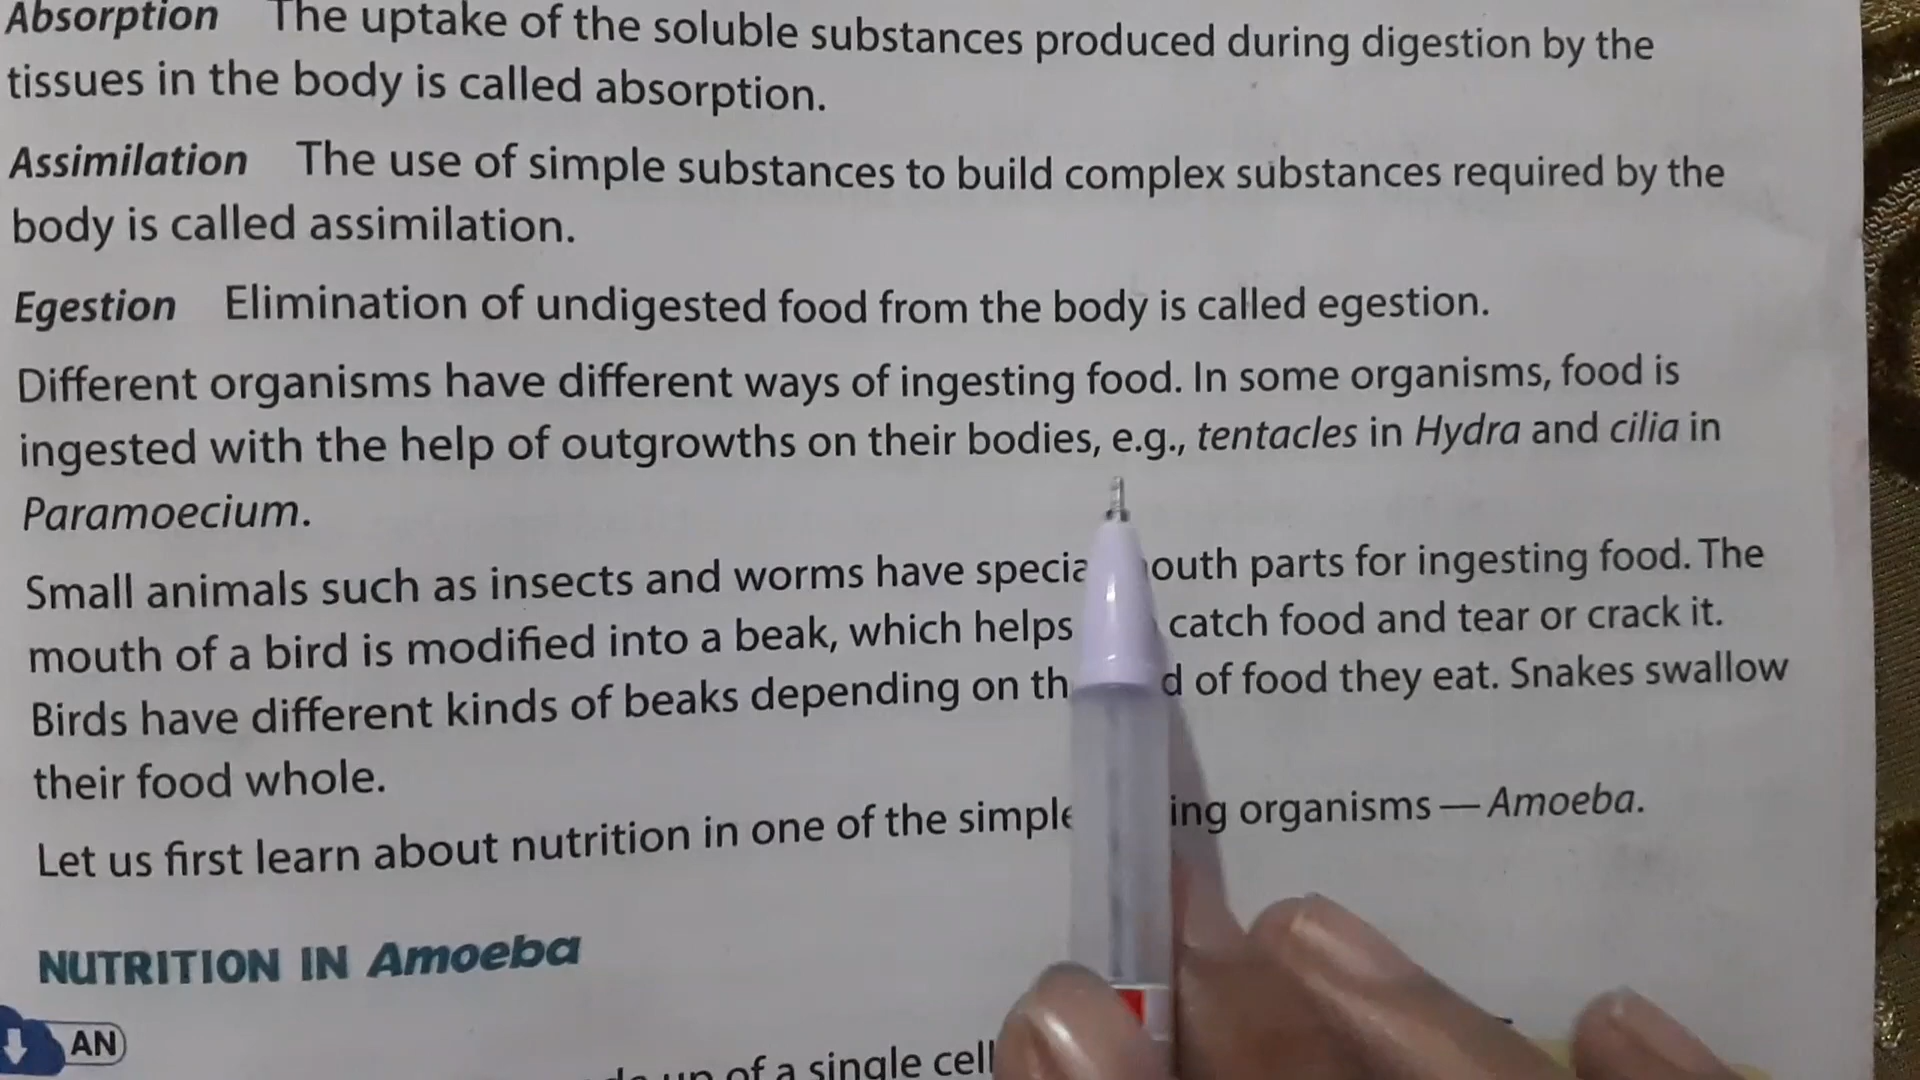 Absorption The uptake of the soluble substances produced during digestion by the
tissues in the body is called absorption.
Assimilation The use of simple substances to build complex substances required by the
body is called assimilation.
Egestion Elimination of undigested food from the body is called egestion.
Different organisms have different ways of ingesting food. In some organisms, food is
ingested with the help of outgrowths on their bodies, e.g., tentacles in Hydra and cilia in
Paramoecium.
Small animals such as insects and worms have parts for ingesting food. The
mouth of a bird is modified into a beak, which helps catch food and tear or crack it.
Birds have different kinds of beaks depending on of food they eat. Snakes swallow
their food whole.
Let us first learn about nutrition in one of the organisms — Amoeba.
NUTRITION IN Amoeba
AN
up of a single cell